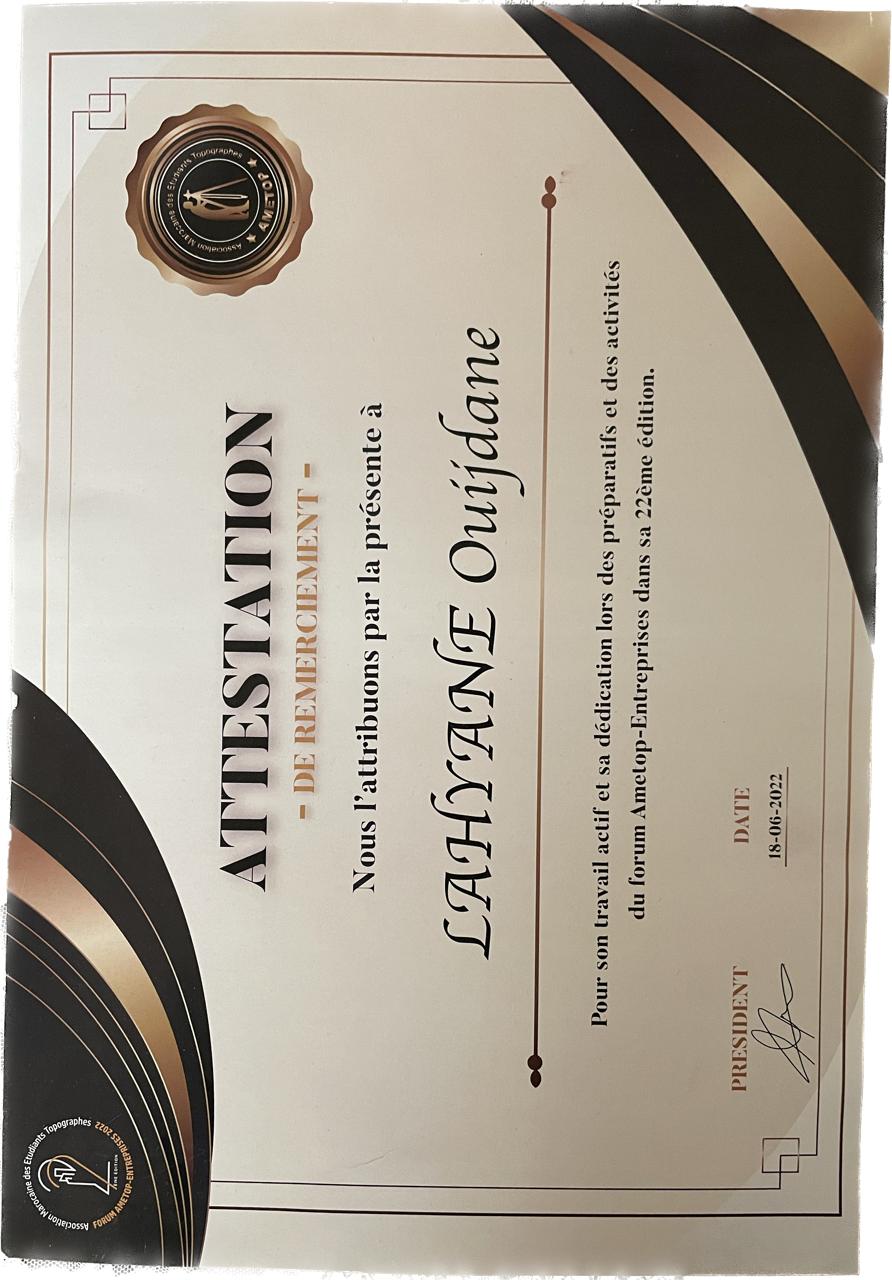 Association Marocaine des Etudiants Topographes
22
ÈME ÉDITION
FORUM AMETOP-ENTREPRISES 2022
Association Marocaine des Etudiants Topographes
AMETOP
ATTESTATION
- DE REMERCIEMENT -
Nous l'attribuons par la présente à
LAHYANE Ouijdane
Pour son travail actif et sa dédication lors des préparatifs et des activités
du forum Ametop-Entreprises dans sa 22ème édition.
PRESIDENT
DATE
18-06-2022